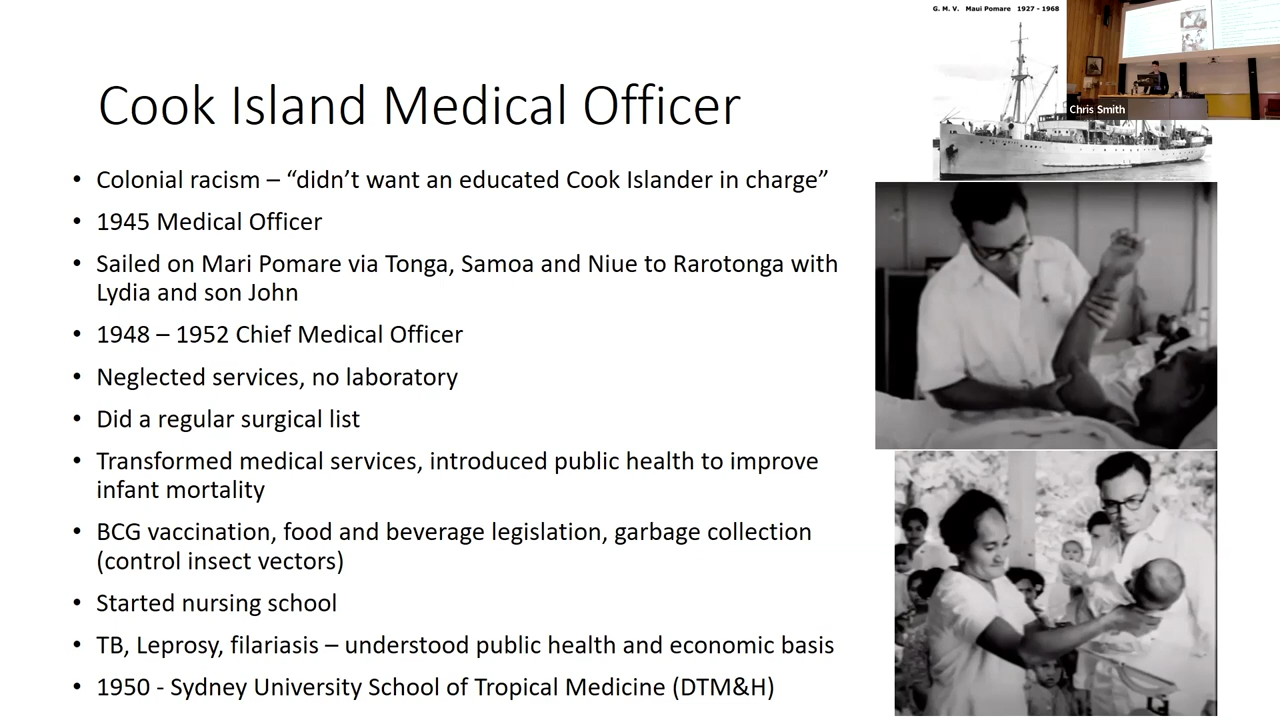 G. M. V. Maui Pomare 1927 - 1968
Chris Smith
Cook Island Medical Officer
• Colonial racism – “didn’t want an educated Cook Islander in charge”
• 1945 Medical Officer
• Sailed on Mari Pomare via Tonga, Samoa and Niue to Rarotonga with
Lydia and son John
• 1948 – 1952 Chief Medical Officer
• Neglected services, no laboratory
• Did a regular surgical list
• Transformed medical services, introduced public health to improve
infant mortality
• BCG vaccination, food and beverage legislation, garbage collection
(control insect vectors)
• Started nursing school
• TB, Leprosy, filariasis – understood public health and economic basis
• 1950 - Sydney University School of Tropical Medicine (DTM&H)